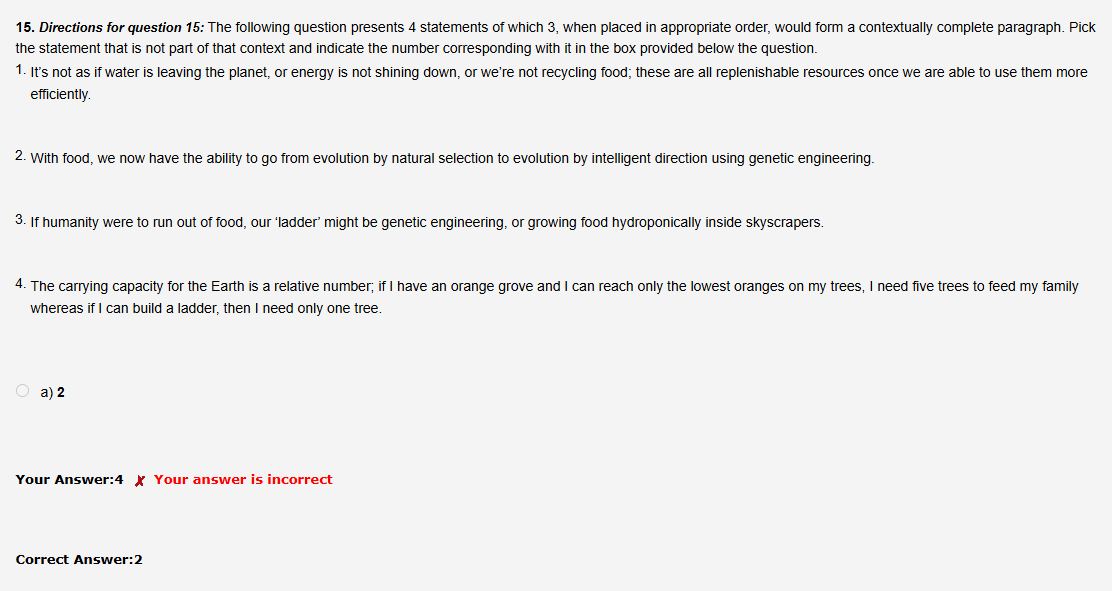 15. Directions for question 15: The following question presents 4 statements of which 3, when placed in appropriate order, would form a contextually complete paragraph. Pick
the statement that is not part of that context and indicate the number corresponding with it in the box provided below the question.
1. It’s not as if water is leaving the planet, or energy is not shining down, or we’re not recycling food; these are all replenishable resources once we are able to use them more
efficiently.
2. With food, we now have the ability to go from evolution by natural selection to evolution by intelligent direction using genetic engineering.
3. If humanity were to run out of food, our ‘ladder’ might be genetic engineering, or growing food hydroponically inside skyscrapers.
4. The carrying capacity for the Earth is a relative number; if I have an orange grove and I can reach only the lowest oranges on my trees, I need five trees to feed my family
whereas if I can build a ladder, then I need only one tree.
a) 2
Your Answer:4 ✗ Your answer is incorrect
Correct Answer:2